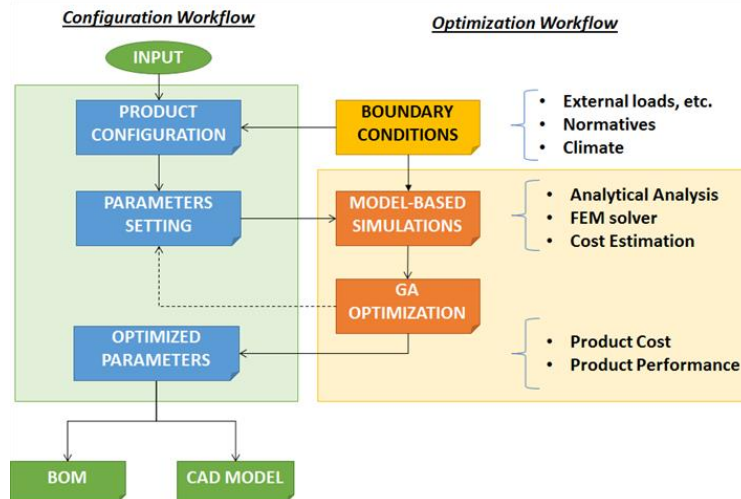 Configuration Workflow
Optimization Workflow
INPUT
PRODUCT
CONFIGURATION
BOUNDARY
CONDITIONS
• External loads, etc.
• Normatives
• Climate
PARAMETERS
SETTING
MODEL-BASED
SIMULATIONS
• Analytical Analysis
• FEM solver
• Cost Estimation
GA
OPTIMIZATION
OPTIMIZED
PARAMETERS
• Product Cost
• Product Performance
BOM
CAD MODEL